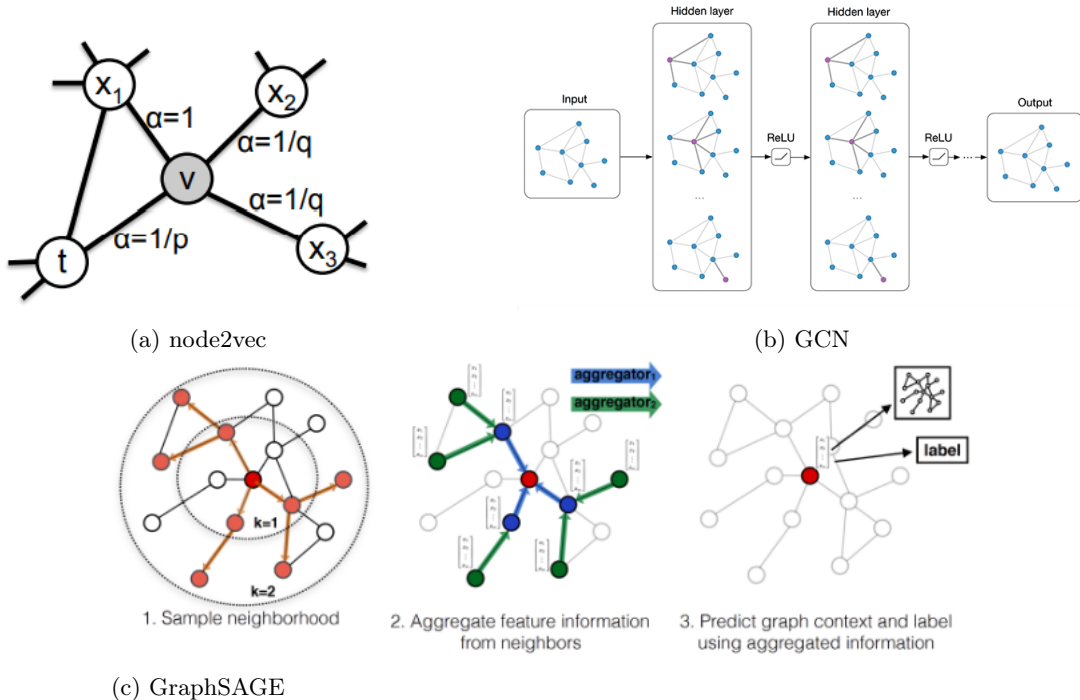 x1
x2
α=1
α=1/q
v
α=1/q
α=1/p
t
x3
(a) node2vec
Hidden layer
Hidden layer
Input
ReLU
ReLU
Output
...
...
(b) GCN
k=1
k=2
1. Sample neighborhood
aggregator1
aggregator2
2. Aggregate feature information
from neighbors
label
3. Predict graph context and label
using aggregated information
(c) GraphSAGE